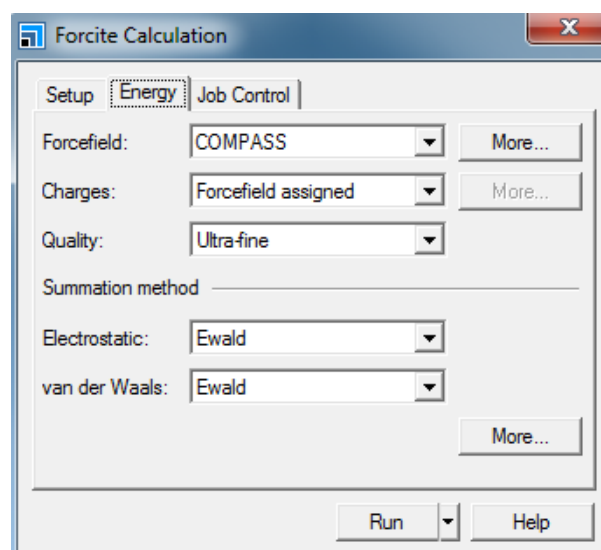 Forcite Calculation
Setup Energy Job Control
Forcefield: COMPASS More...
Charges: Forcefield assigned More...
Quality: Ultra-fine
Summation method
Electrostatic: Ewald
van der Waals: Ewald
More...
Run Help